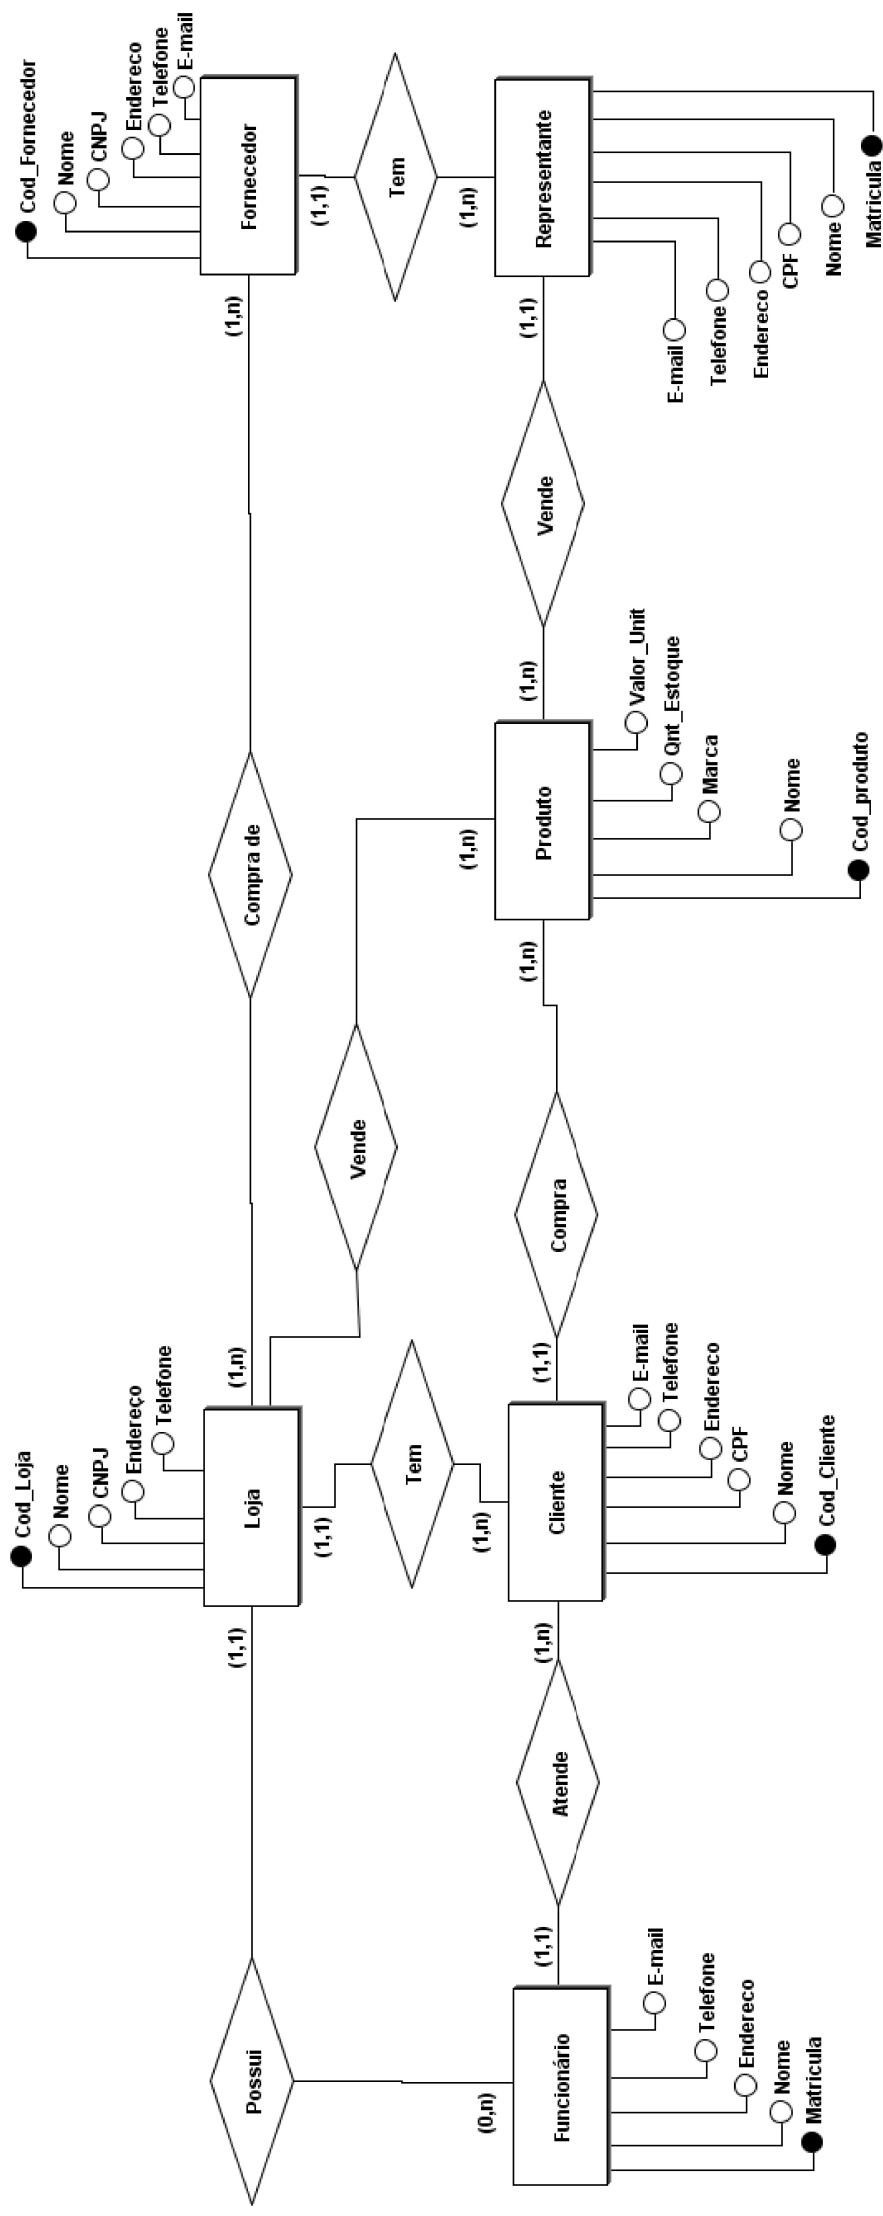 Cod_Loja
Nome
CNPJ
Endereço
Telefone
Loja
(1,1)
(1,1)
(1,n)
Possui
(0,n)
Compra de
(1,n)
Cod_Fornecedor
Nome
CNPJ
Endereco
Telefone
E-mail
Fornecedor
(1,1)
Tem
(1,n)
Tem
(1,n)
Vende
(1,n)
Funcionário
Matricula
Nome
Endereco
Telefone
E-mail
(1,1)
Atende
(1,n)
Cliente
Cod_Cliente
Nome
CPF
Endereco
Telefone
E-mail
(1,1)
Compra
(1,n)
Produto
Cod_produto
Nome
Marca
Qnt_Estoque
Valor_Unit
(1,n)
Vende
(1,1)
Representante
E-mail
Telefone
Endereco
CPF
Nome
Matricula